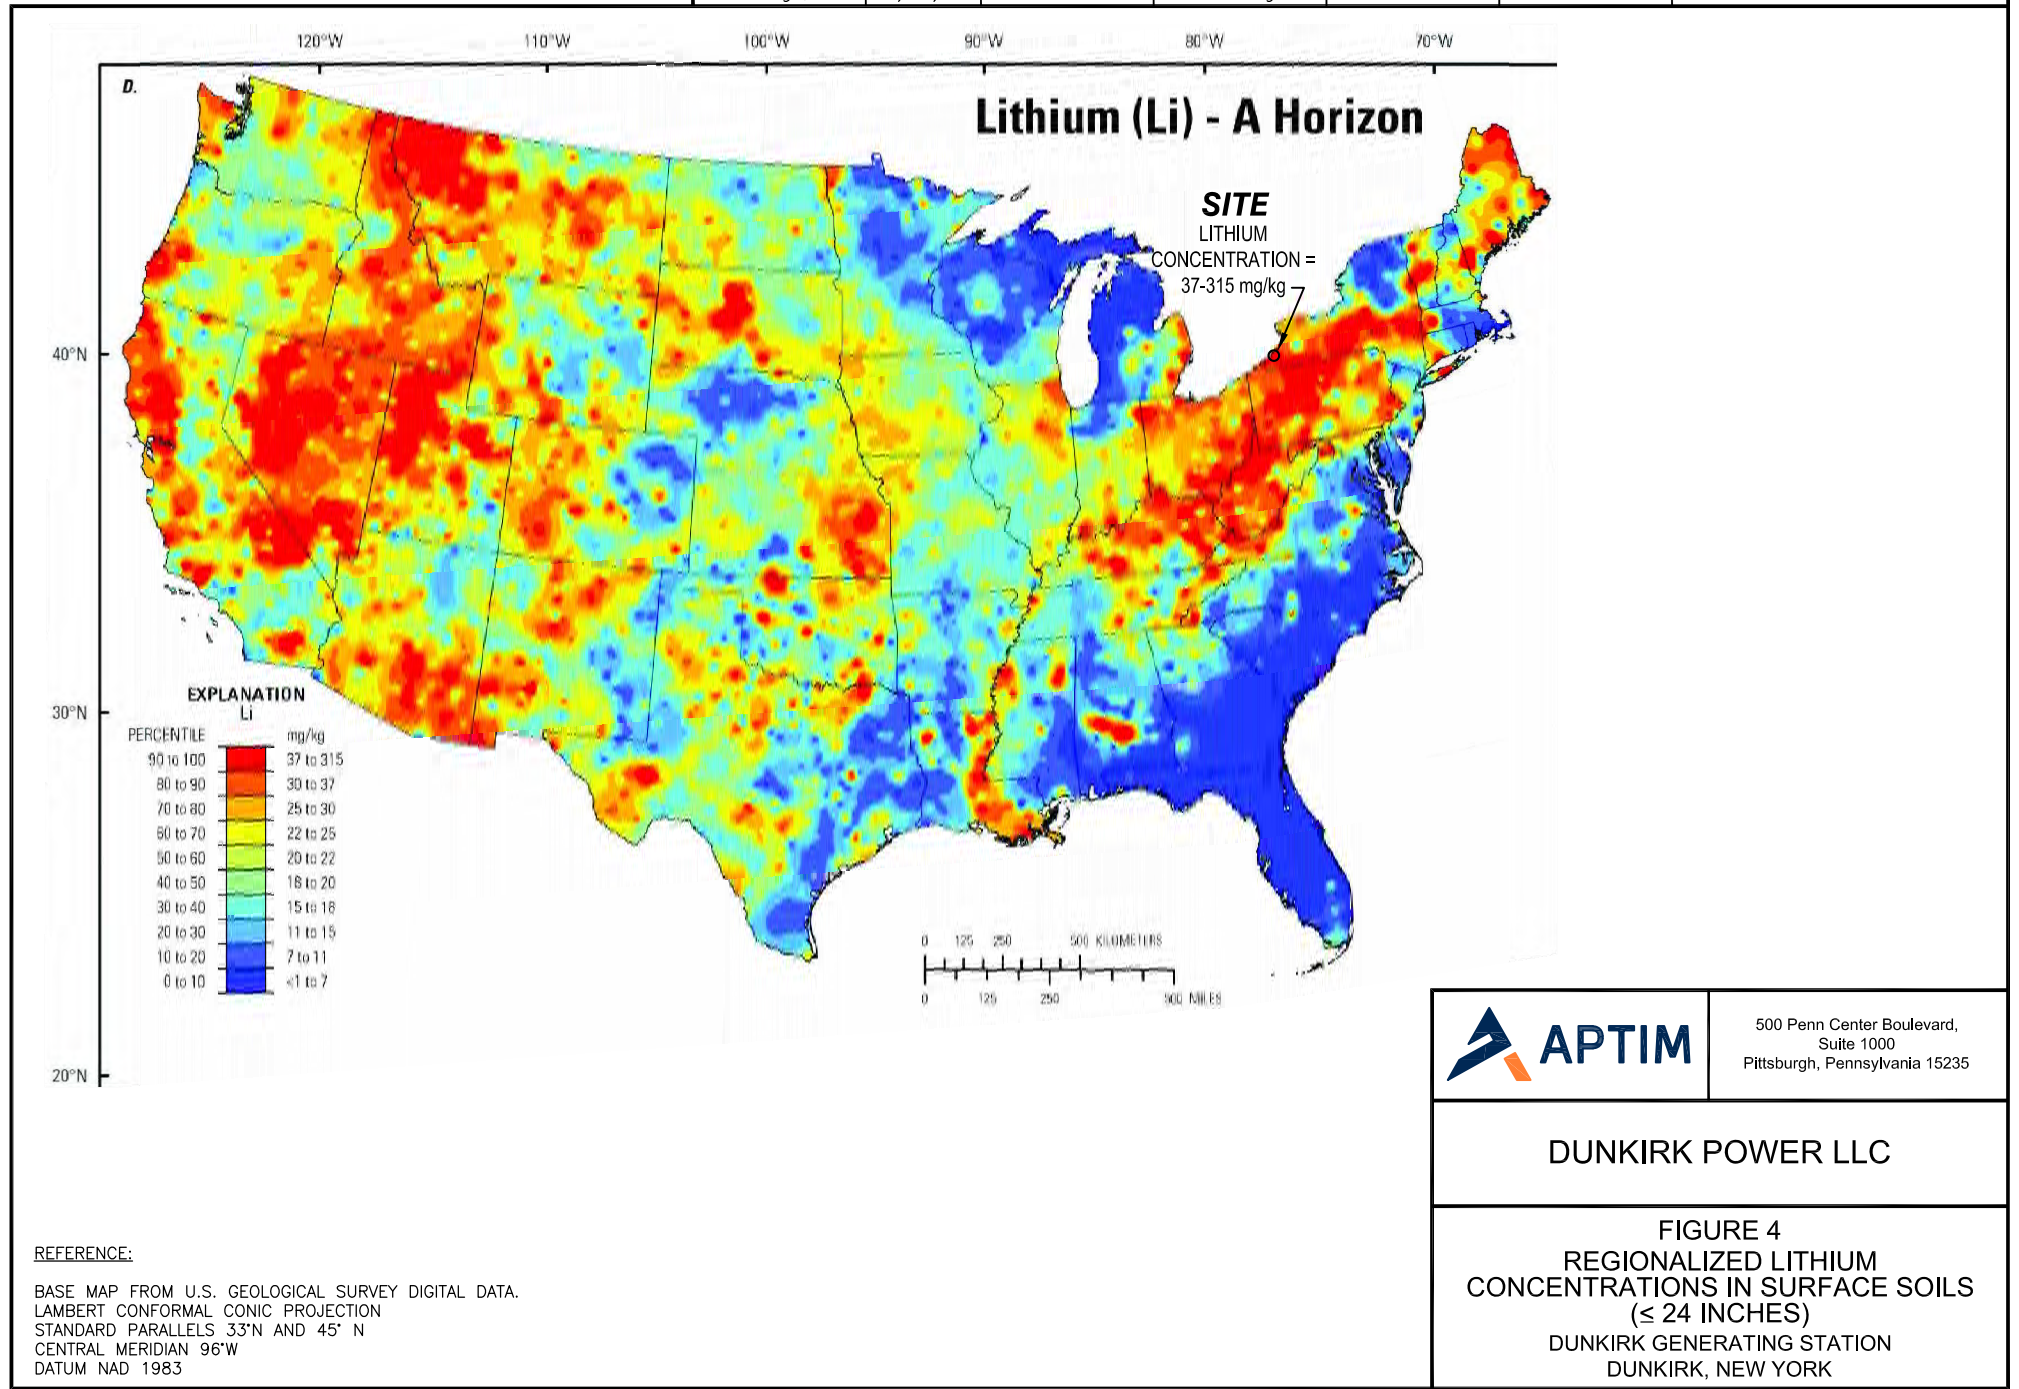 120°W 110°W 100°W 90°W 80°W 70°W
D.
Lithium (Li) - A Horizon
SITE
LITHIUM
CONCENTRATION =
37-315 mg/kg
40°N
30°N
20°N
EXPLANATION
Li
PERCENTILE mg/kg
90 to 100 37 to 315
80 to 90 30 to 37
70 to 80 25 to 30
60 to 70 22 to 25
50 to 60 20 to 22
40 to 50 18 to 20
30 to 40 15 to 18
20 to 30 11 to 15
10 to 20 7 to 11
0 to 10 <1 to 7
0 125 250 500 KILOMETERS
0 125 250 500 MILES
APTIM
500 Penn Center Boulevard,
Suite 1000
Pittsburgh, Pennsylvania 15235
DUNKIRK POWER LLC
FIGURE 4
REGIONALIZED LITHIUM
CONCENTRATIONS IN SURFACE SOILS
(≤ 24 INCHES)
DUNKIRK GENERATING STATION
DUNKIRK, NEW YORK
REFERENCE:
BASE MAP FROM U.S. GEOLOGICAL SURVEY DIGITAL DATA.
LAMBERT CONFORMAL CONIC PROJECTION
STANDARD PARALLELS 33°N AND 45° N
CENTRAL MERIDIAN 96°W
DATUM NAD 1983